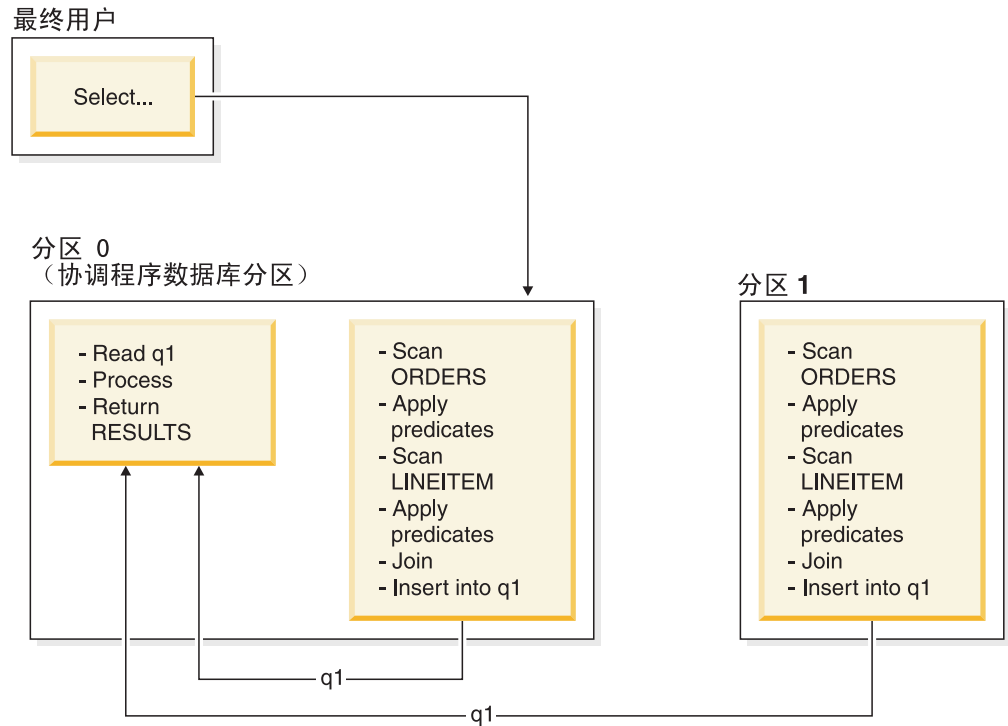 最终用户
Select...
分区 0
（协调程序数据库分区）
- Read q1
- Process
- Return
RESULTS
- Scan
ORDERS
- Apply
predicates
- Scan
LINEITEM
- Apply
predicates
- Join
- Insert into q1
分区 1
- Scan
ORDERS
- Apply
predicates
- Scan
LINEITEM
- Apply
predicates
- Join
- Insert into q1
q1
q1